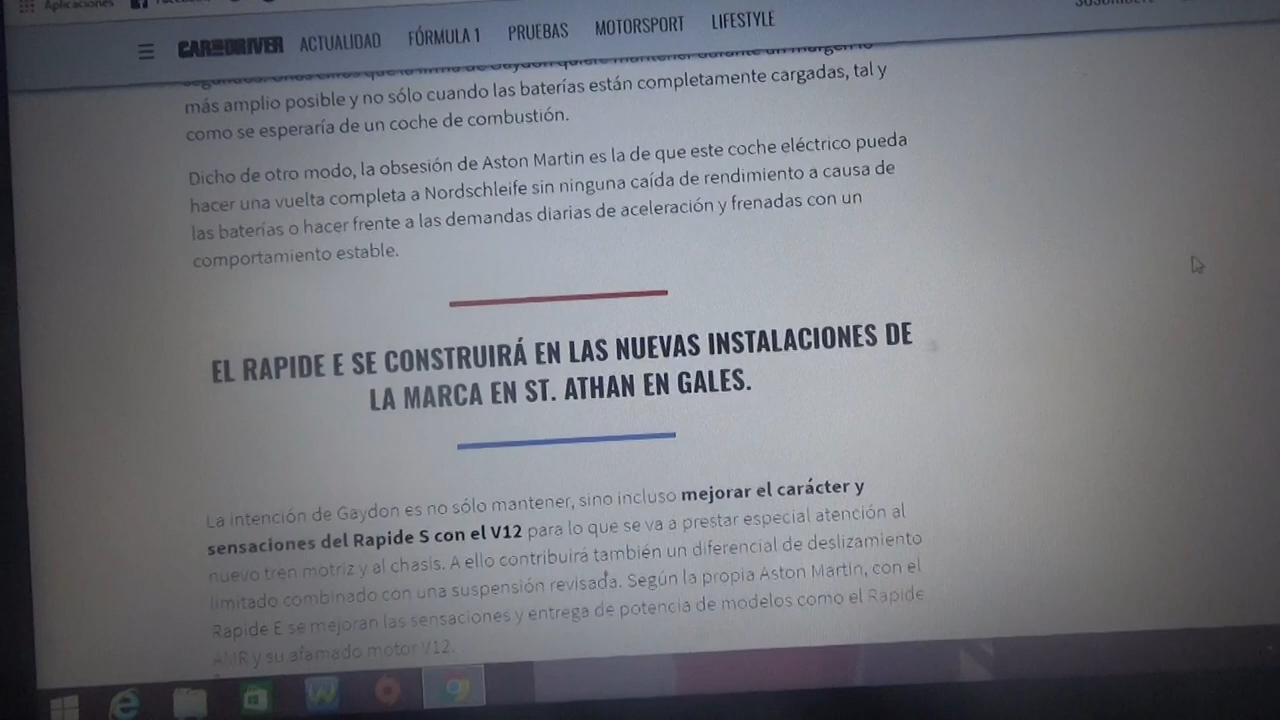 Aplicaciones
CAR AND DRIVER ACTUALIDAD FÓRMULA 1 PRUEBAS MOTORSPORT LIFESTYLE
más amplio posible y no sólo cuando las baterías están completamente cargadas, tal y
como se esperaría de un coche de combustión.
Dicho de otro modo, la obsesión de Aston Martin es la de que este coche eléctrico pueda
hacer una vuelta completa a Nordschleife sin ninguna caída de rendimiento a causa de
las baterías o hacer frente a las demandas diarias de aceleración y frenadas con un
comportamiento estable.
EL RAPIDE E SE CONSTRUIRÁ EN LAS NUEVAS INSTALACIONES DE
LA MARCA EN ST. ATHAN EN GALES.
La intención de Gaydon es no sólo mantener, sino incluso mejorar el carácter y
sensaciones del Rapide S con el V12 para lo que se va a prestar especial atención al
nuevo tren motriz y al chasis. A ello contribuirá también un diferencial de deslizamiento
limitado combinado con una suspensión revisada. Según la propia Aston Martin, con el
Rapide E se mejoran las sensaciones y entrega de potencia de modelos como el Rapide
AMR y su afamado motor V12.